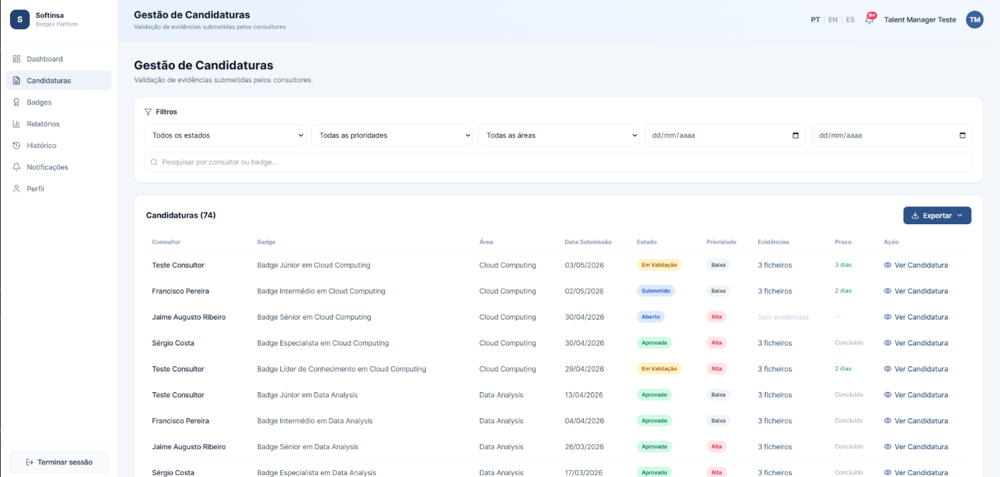 S
Softinsa
Badges Platform
Dashboard
Candidaturas
Badges
Relatórios
Histórico
Notificações
Perfil
Terminar sessão
Gestão de Candidaturas
Validação de evidências submetidas pelos consultores
PT EN ES 9+ Talent Manager Teste TM
Gestão de Candidaturas
Validação de evidências submetidas pelos consultores.
Filtros
Todos os estados Todas as prioridades Todas as áreas dd/mm/aaaa dd/mm/aaaa
Pesquisar por consultor ou badge...
Candidaturas (74) Exportar
Consultor Badge Área Data Submissão Estado Prioridade Evidências Prazo Ação
Teste Consultor Badge Júnior em Cloud Computing Cloud Computing 03/05/2026 Em Validação Baixa 3 ficheiros 3 dias Ver Candidatura
Francisco Pereira Badge Intermédio em Cloud Computing Cloud Computing 02/05/2026 Submetido Baixa 3 ficheiros 2 dias Ver Candidatura
Jaime Augusto Ribeiro Badge Sénior em Cloud Computing Cloud Computing 30/04/2026 Aberto Alta Sem evidências — Ver Candidatura
Sérgio Costa Badge Especialista em Cloud Computing Cloud Computing 30/04/2026 Aprovado Alta 3 ficheiros Concluído Ver Candidatura
Teste Consultor Badge Líder de Conhecimento em Cloud Computing Cloud Computing 29/04/2026 Em Validação Alta 3 ficheiros 2 dias Ver Candidatura
Teste Consultor Badge Júnior em Data Analysis Data Analysis 13/04/2026 Aprovado Baixa 3 ficheiros Concluído Ver Candidatura
Francisco Pereira Badge Intermédio em Data Analysis Data Analysis 04/04/2026 Aprovado Baixa 3 ficheiros Concluído Ver Candidatura
Jaime Augusto Ribeiro Badge Sénior em Data Analysis Data Analysis 26/03/2026 Aprovado Alta 3 ficheiros Concluído Ver Candidatura
Sérgio Costa Badge Especialista em Data Analysis Data Analysis 17/03/2026 Aprovado Alta 3 ficheiros Concluído Ver Candidatura